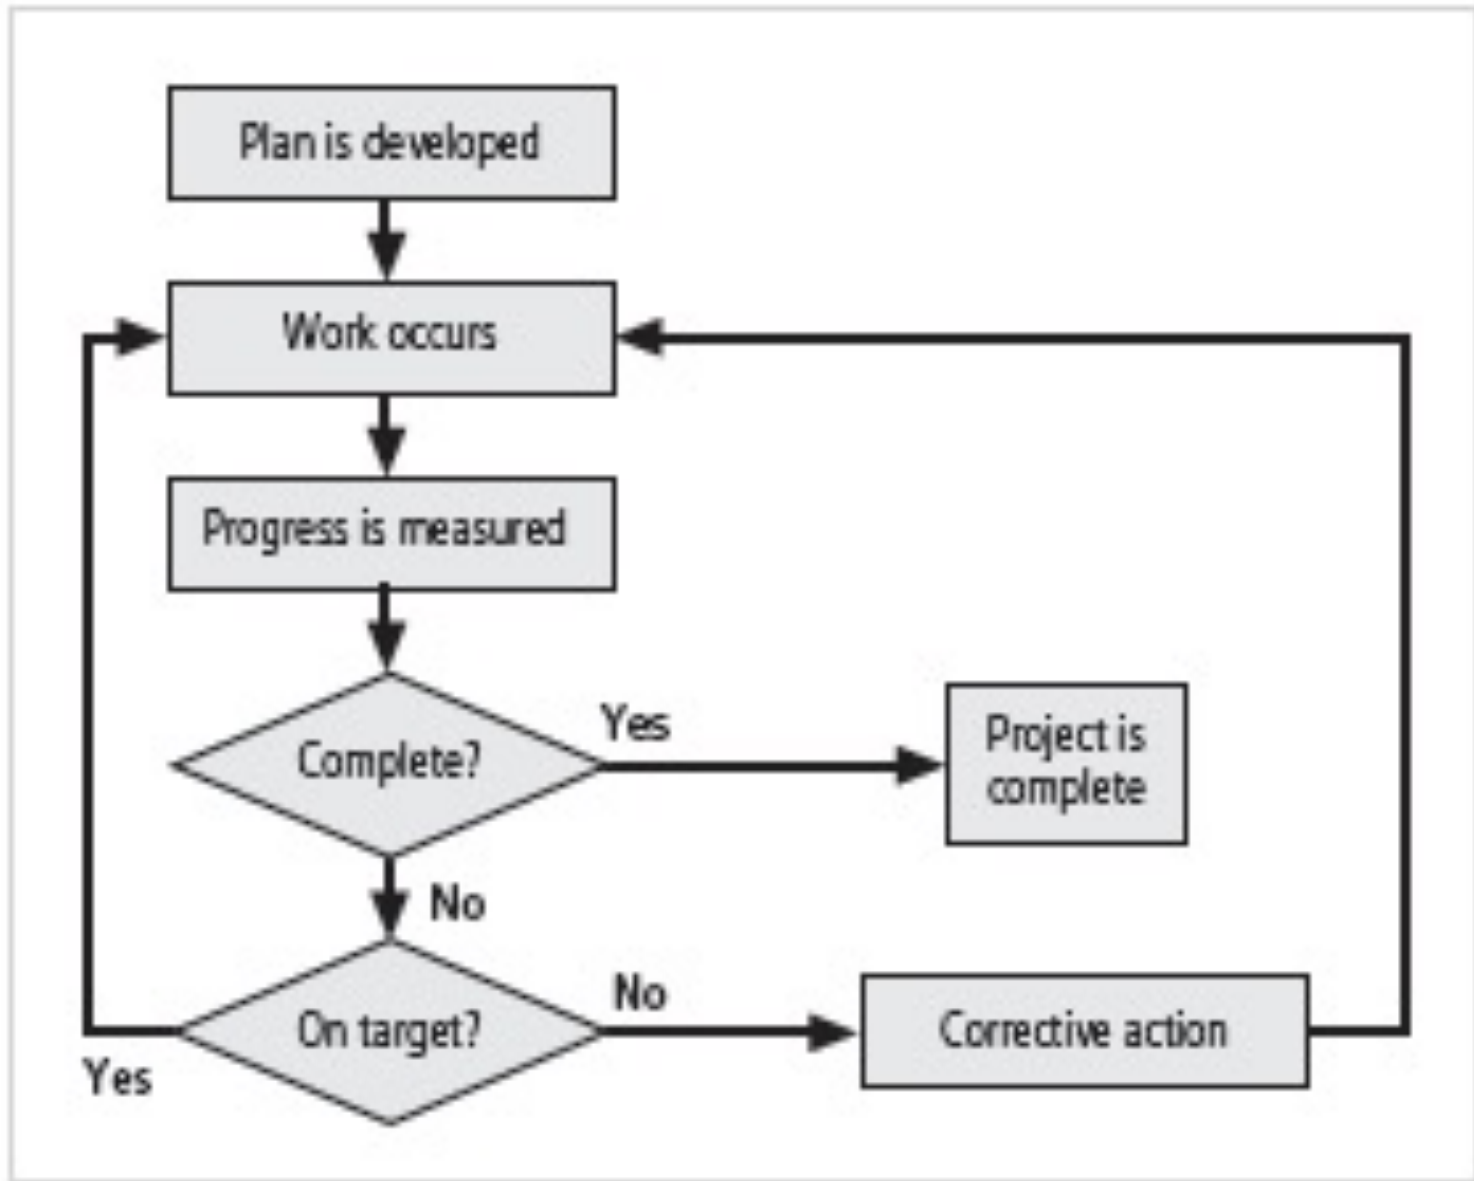 Plan is developed
Work occurs
Progress is measured
Complete?
Yes
Project is
complete
No
On target?
No
Corrective action
Yes